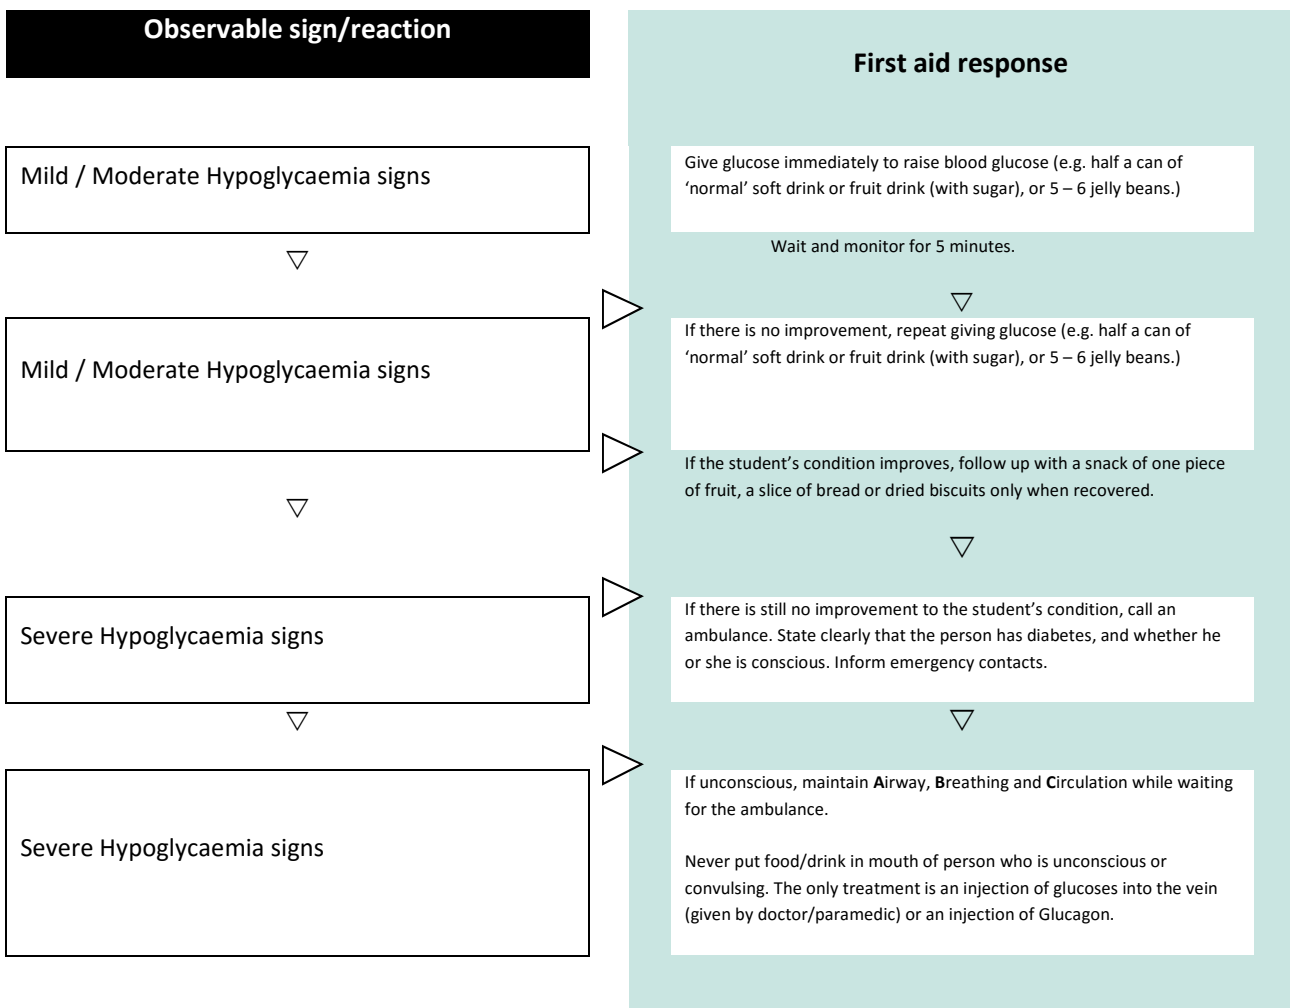 Observable sign/reaction
First aid response
Mild / Moderate Hypoglycaemia signs
Give glucose immediately to raise blood glucose (e.g. half a can of
‘normal’ soft drink or fruit drink (with sugar), or 5 – 6 jelly beans.)
Wait and monitor for 5 minutes.
Mild / Moderate Hypoglycaemia signs
If there is no improvement, repeat giving glucose (e.g. half a can of
‘normal’ soft drink or fruit drink (with sugar), or 5 – 6 jelly beans.)
If the student’s condition improves, follow up with a snack of one piece
of fruit, a slice of bread or dried biscuits only when recovered.
Severe Hypoglycaemia signs
If there is still no improvement to the student’s condition, call an
ambulance. State clearly that the person has diabetes, and whether he
or she is conscious. Inform emergency contacts.
Severe Hypoglycaemia signs
If unconscious, maintain Airway, Breathing and Circulation while waiting
for the ambulance.
Never put food/drink in mouth of person who is unconscious or
convulsing. The only treatment is an injection of glucoses into the vein
(given by doctor/paramedic) or an injection of Glucagon.